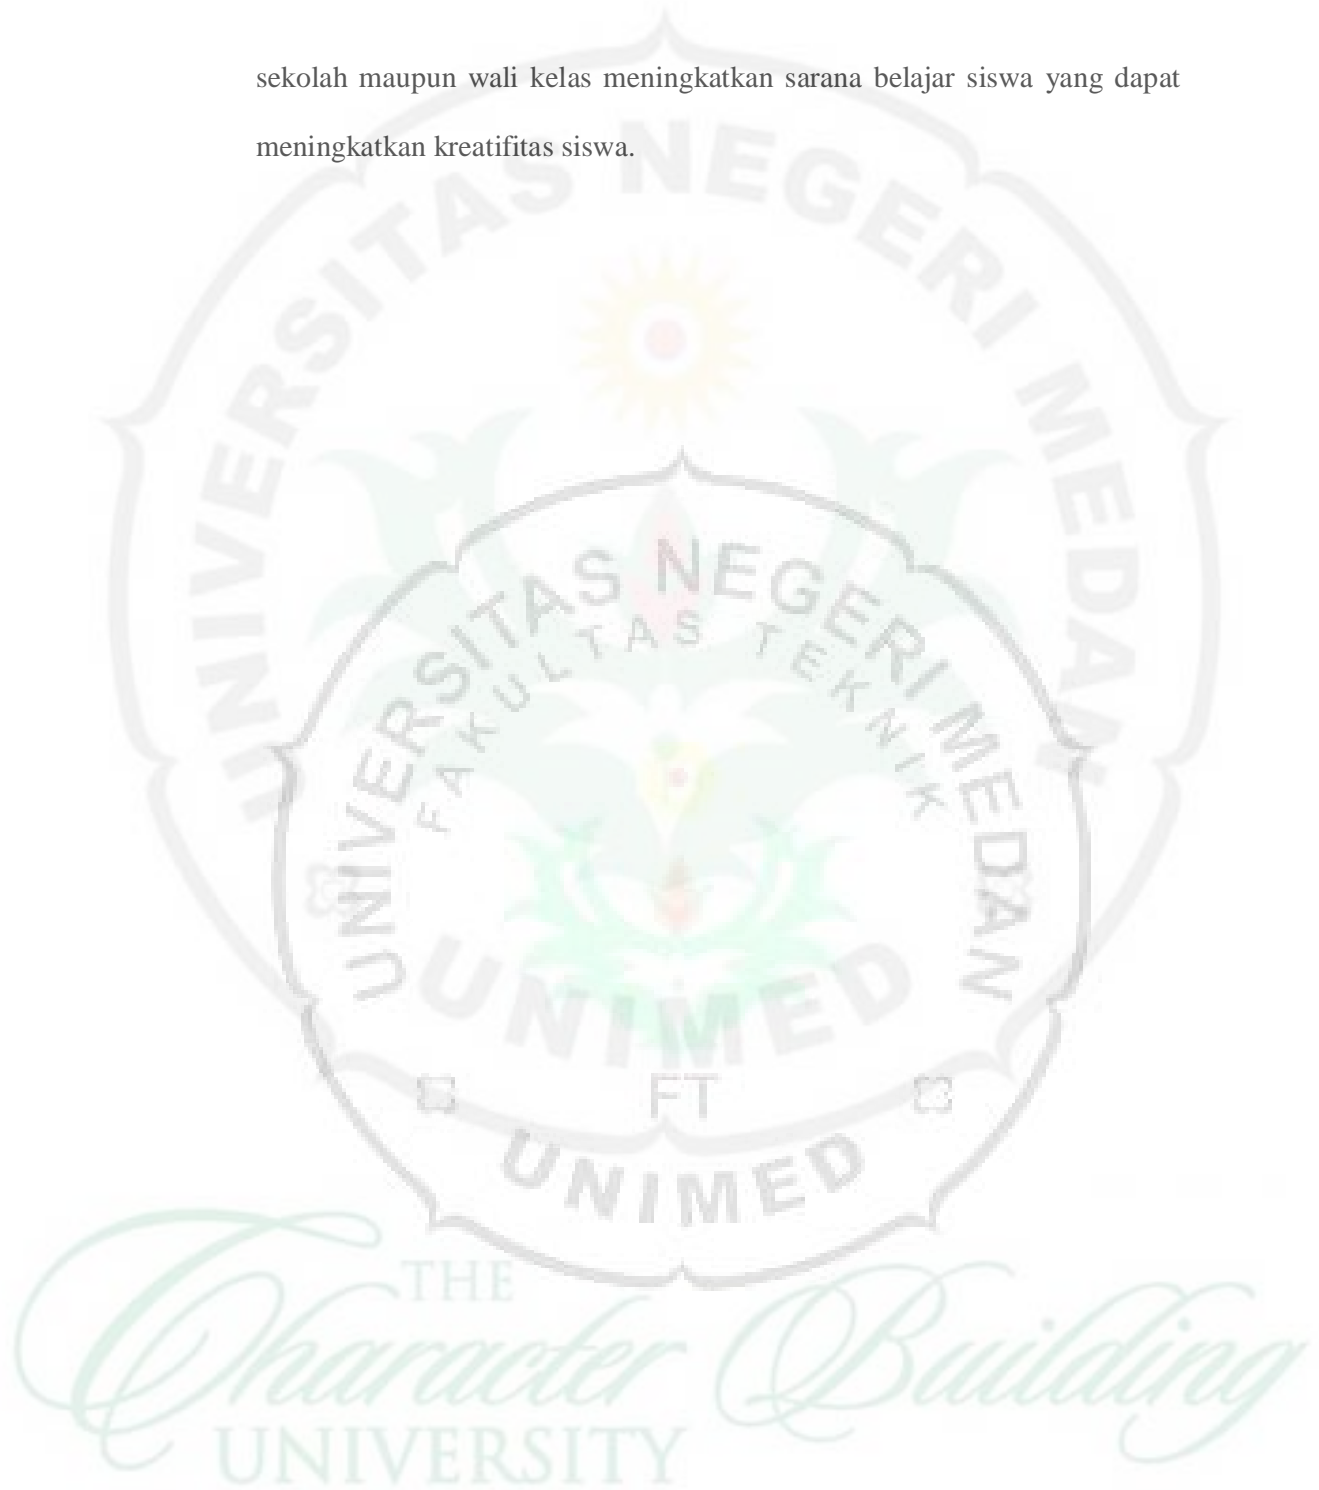 sekolah maupun wali kelas meningkatkan sarana belajar siswa yang dapat
meningkatkan kreatifitas siswa.
UNIVERSITAS NEGERI MEDAN
UNIMED
UNIVERSITAS NEGERI MEDAN
FAKULTAS TEKNIK
FT
UNIMED
THE
Character Building
UNIVERSITY